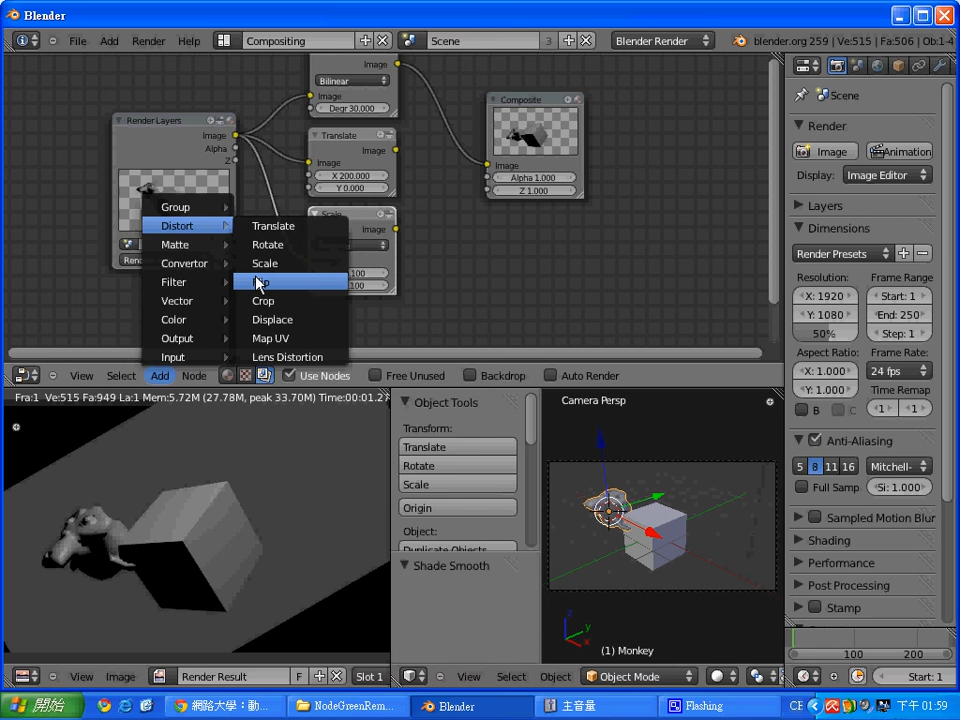 Blender
File Add Render Help Compositing Scene 3 Blender Render blender.org 259 | Ve:515 | Fa:506 | Ob:1-4
Image
Bilinear
Image
Degr 30.000
Render Layers
Image
Alpha
Z
Translate
Image
Image
X 200.000
Y 0.000
Image
Composite
Image
Alpha 1.000
Z 1.000
Group
Distort
Matte
Convertor
Filter
Vector
Color
Output
Input
Translate
Rotate
Scale
Crop
Displace
Map UV
Lens Distortion
View Select Add Node Use Nodes Free Unused Backdrop Auto Render
Fra:1 Ve:515 Fa:949 La:1 Mem:5.72M (27.78M, peak 33.70M) Time:00:01.27
View Image Render Result F Slot 1
Object Tools
Transform:
Translate
Rotate
Scale
Origin
Object:
Duplicate Objects
Shade Smooth
Camera Persp
(1) Monkey
View Select Object Object Mode
Scene
Render
Image Animation
Display: Image Editor
Layers
Dimensions
Render Presets
Resolution: Frame Range
X: 1920 Start: 1
Y: 1080 End: 250
50% Step: 1
Aspect Ratio: Frame Rate:
X: 1.000 24 fps
Y: 1.000 Time Remap
B C 1 1
Anti-Aliasing
5 8 11 16 Mitchell-
Full Samp Si: 1.000
Sampled Motion Blur
Shading
Performance
Post Processing
Stamp
100 200
Start: 1
開始 網路大學：動... NodeGreenRem... Blender 主音量 Flashing CE 下午 01:59